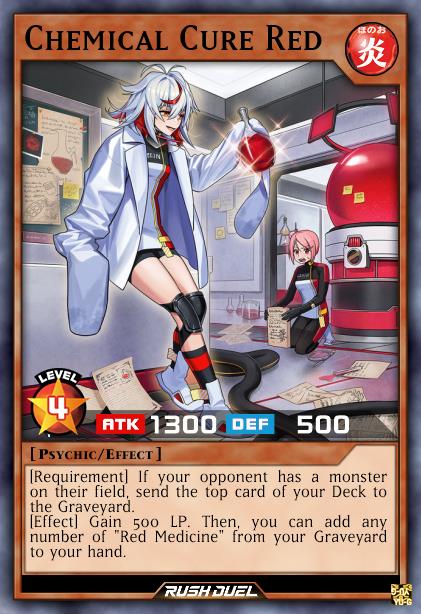 Chemical Cure Red
ほのお
炎
LEVEL
4
ATK 1300 DEF 500
[Psychic/Effect]
[Requirement] If your opponent has a monster
on their field, send the top card of your Deck to
the Graveyard.
[Effect] Gain 500 LP. Then, you can add any
number of "Red Medicine" from your Graveyard
to your hand.
RUSH DUEL